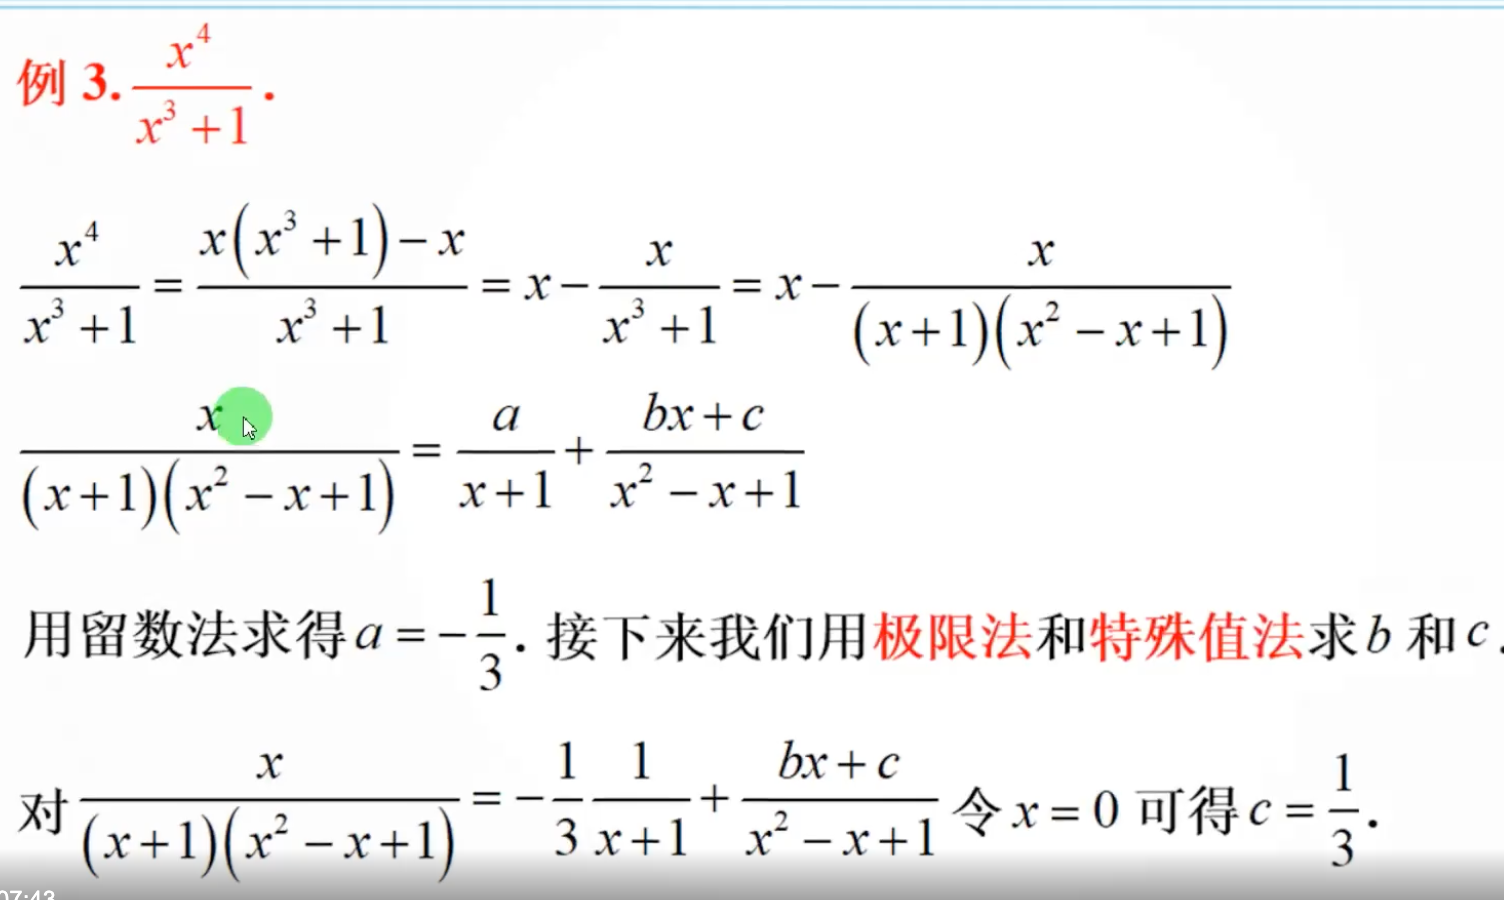 例 3. \frac{x^4}{x^3+1}.
\frac{x^4}{x^3+1} = \frac{x(x^3+1)-x}{x^3+1} = x - \frac{x}{x^3+1} = x - \frac{x}{(x+1)(x^2-x+1)}
\frac{x}{(x+1)(x^2-x+1)} = \frac{a}{x+1} + \frac{bx+c}{x^2-x+1}
用留数法求得 a = -\frac{1}{3}. 接下来我们用极限法和特殊值法求 b 和 c.
对 \frac{x}{(x+1)(x^2-x+1)} = -\frac{1}{3}\frac{1}{x+1} + \frac{bx+c}{x^2-x+1} 令 x = 0 可得 c = \frac{1}{3}.
07:43